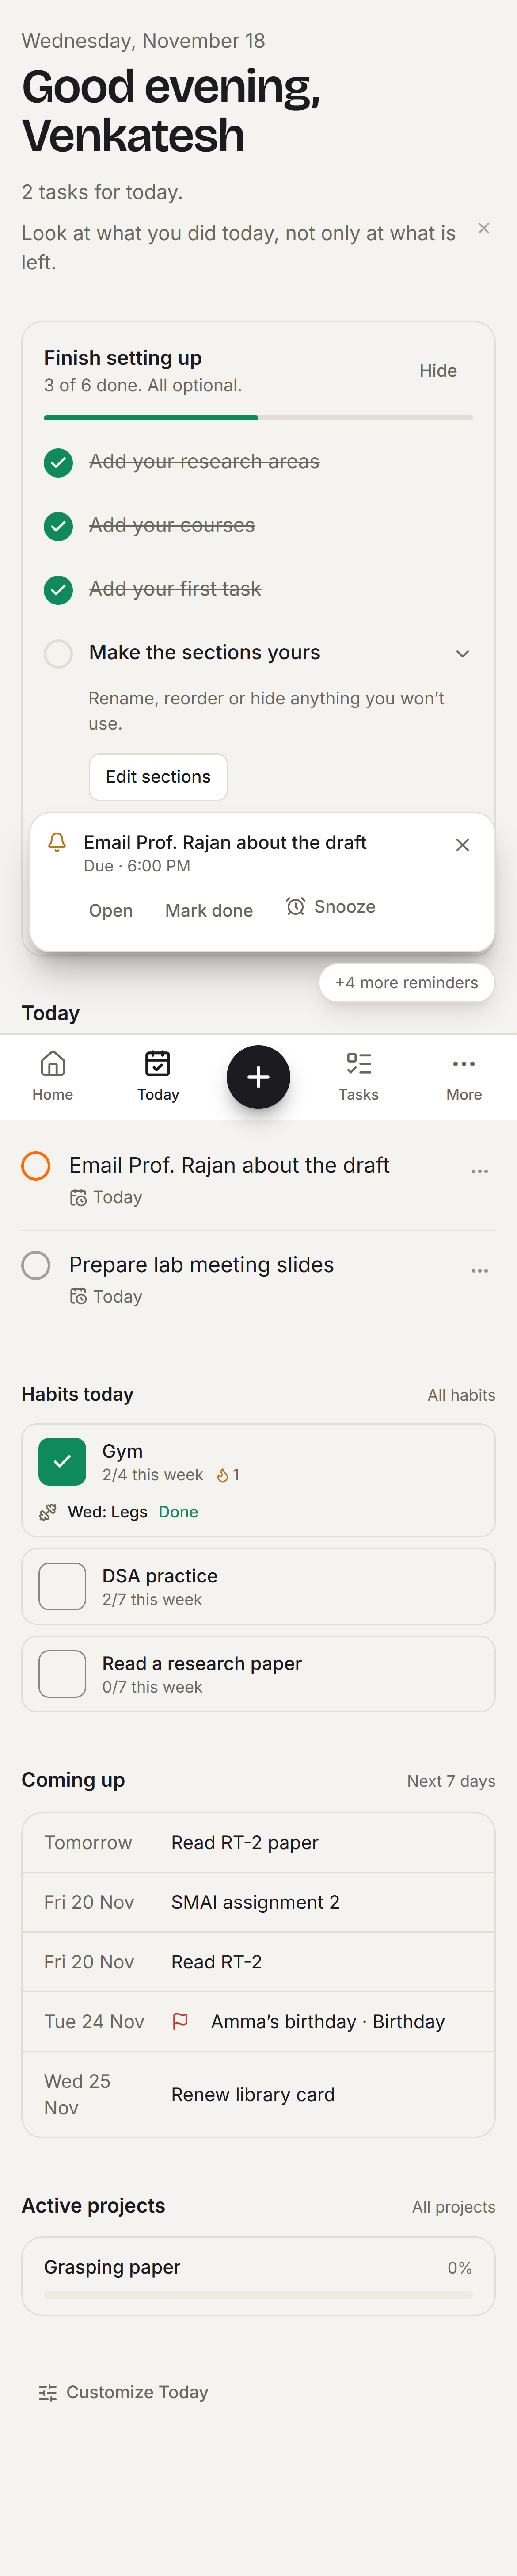 Wednesday, November 18
Good evening,
Venkatesh
2 tasks for today.
Look at what you did today, not only at what is
left.
Finish setting up
Hide
3 of 6 done. All optional.
Add your research areas
Add your courses
Add your first task
Make the sections yours
Rename, reorder or hide anything you won’t
use.
Edit sections
Email Prof. Rajan about the draft
Due · 6:00 PM
Open
Mark done
Snooze
+4 more reminders
Today
Home
Today
Tasks
More
Email Prof. Rajan about the draft
Today
Prepare lab meeting slides
Today
Habits today
All habits
Gym
2/4 this week
1
Wed: Legs Done
DSA practice
2/7 this week
Read a research paper
0/7 this week
Coming up
Next 7 days
Tomorrow
Read RT-2 paper
Fri 20 Nov
SMAI assignment 2
Fri 20 Nov
Read RT-2
Tue 24 Nov
Amma’s birthday · Birthday
Wed 25
Nov
Renew library card
Active projects
All projects
Grasping paper
0%
Customize Today